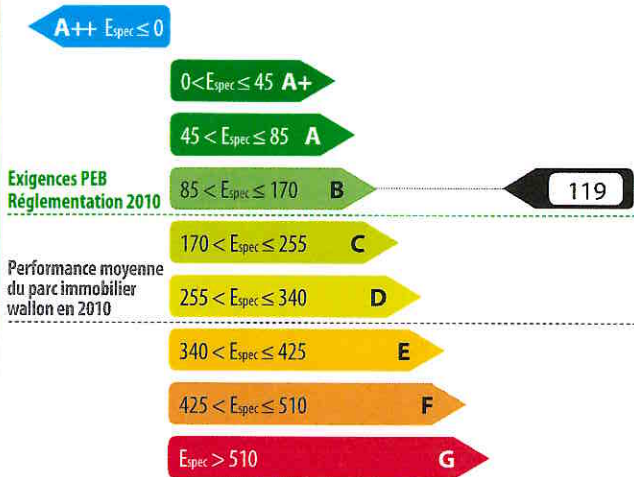 A++ Espec ≤ 0
0 < Espec ≤ 45 A+
45 < Espec ≤ 85 A
Exigences PEB
Réglementation 2010
85 < Espec ≤ 170 B
119
170 < Espec ≤ 255 C
Performance moyenne
du parc immobilier
wallon en 2010
255 < Espec ≤ 340 D
340 < Espec ≤ 425 E
425 < Espec ≤ 510 F
Espec > 510 G